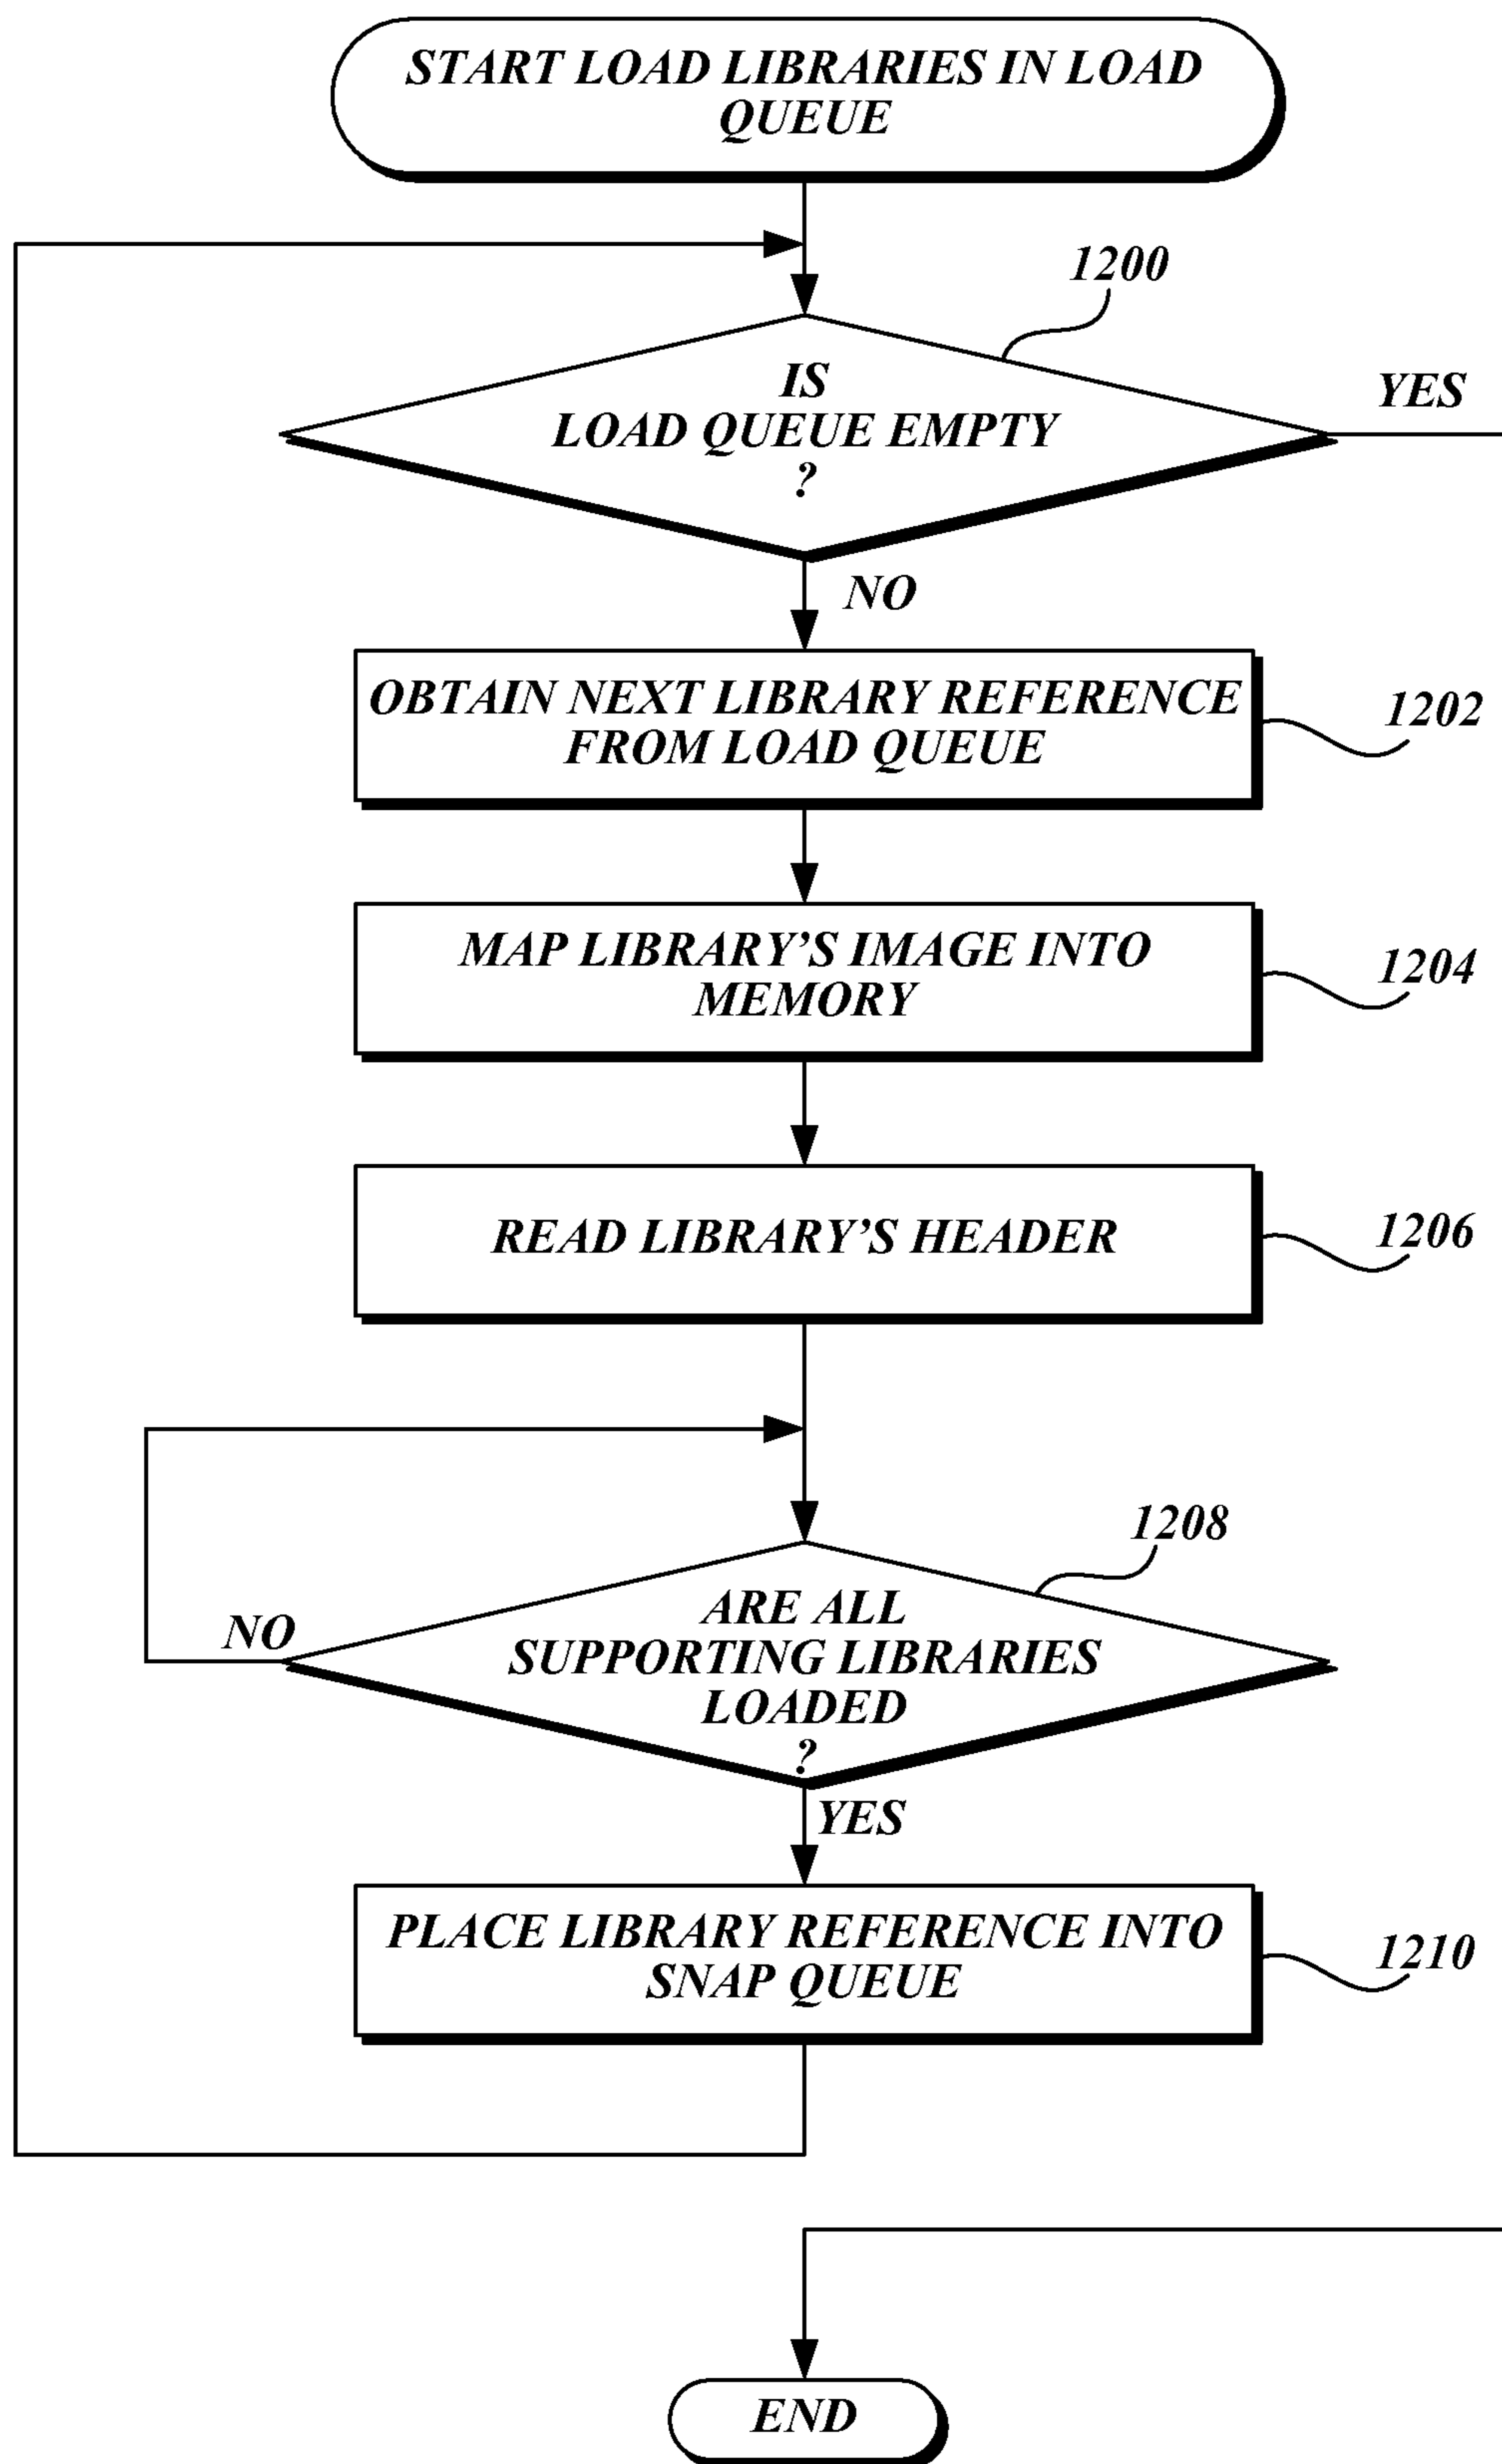 START LOAD LIBRARIES IN LOAD
QUEUE
1200
IS
LOAD QUEUE EMPTY
?
YES
NO
OBTAIN NEXT LIBRARY REFERENCE
FROM LOAD QUEUE
1202
MAP LIBRARY’S IMAGE INTO
MEMORY
1204
READ LIBRARY’S HEADER
1206
1208
ARE ALL
SUPPORTING LIBRARIES
LOADED
?
NO
YES
PLACE LIBRARY REFERENCE INTO
SNAP QUEUE
1210
END